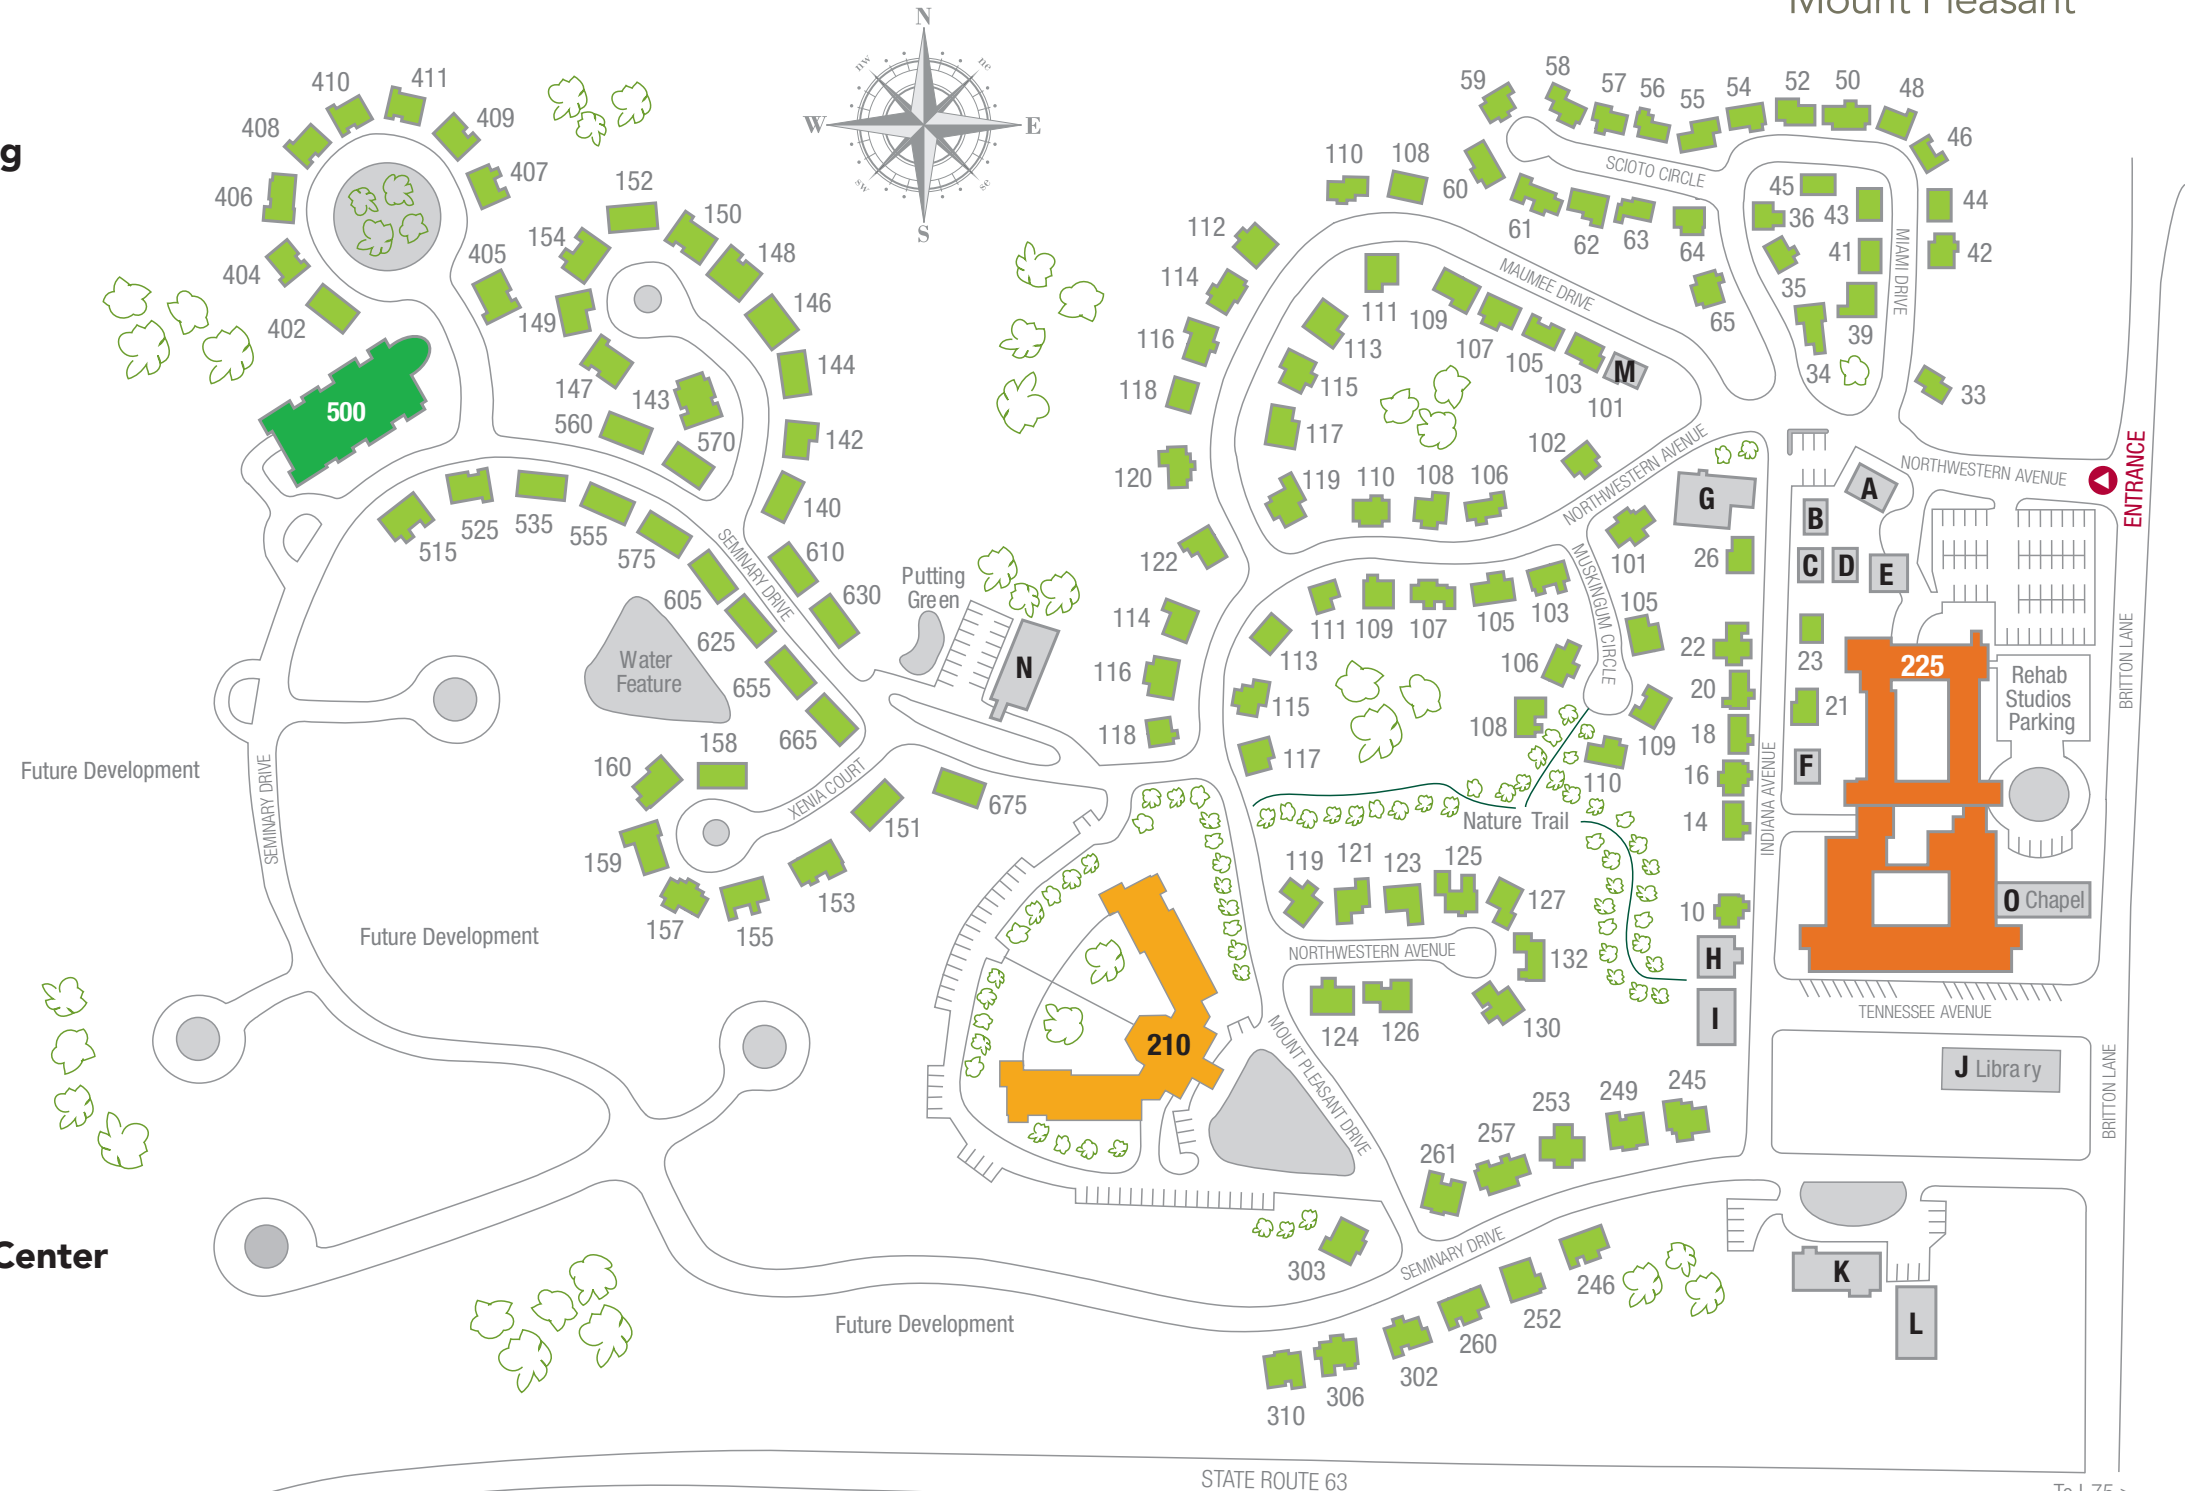 Mount Pleasant
g
Center
N
nw
ne
W
E
sw
se
S
410
411
408
409
407
406
152
150
154
148
405
404
146
402
149
144
147
143
500
560
570
142
140
515
525
535
555
575
SEMINARY DRIVE
610
605
630
625
Putting
Green
N
Water
Feature
655
665
158
160
XENIA COURT
675
151
159
153
157
155
Future Development
SEMINARY DRIVE
Future Development
59
58
57
56
55
54
52
50
48
46
SCIOTO CIRCLE
110
108
60
61
62
63
64
65
45
36
43
44
41
42
35
39
34
33
MIAMI DRIVE
112
114
116
118
120
122
MAUMEE DRIVE
111
109
113
107
105
103
M
101
115
117
119
110
108
106
102
NORTHWESTERN AVENUE
NORTHWESTERN AVENUE
ENTRANCE
G
A
B
C
D
E
26
101
MUSKINGUM CIRCLE
111
109
107
105
103
105
113
106
114
116
118
115
117
108
109
110
22
20
18
16
14
10
23
21
F
225
Rehab
Studios
Parking
BRITTON LANE
INDIANA AVENUE
Nature Trail
119
121
123
125
127
NORTHWESTERN AVENUE
132
124
126
130
H
I
O Chapel
TENNESSEE AVENUE
J Library
BRITTON LANE
210
MOUNT PLEASANT DRIVE
261
257
253
249
245
303
SEMINARY DRIVE
246
252
260
302
306
310
K
L
Future Development
STATE ROUTE 63
To I-75 >